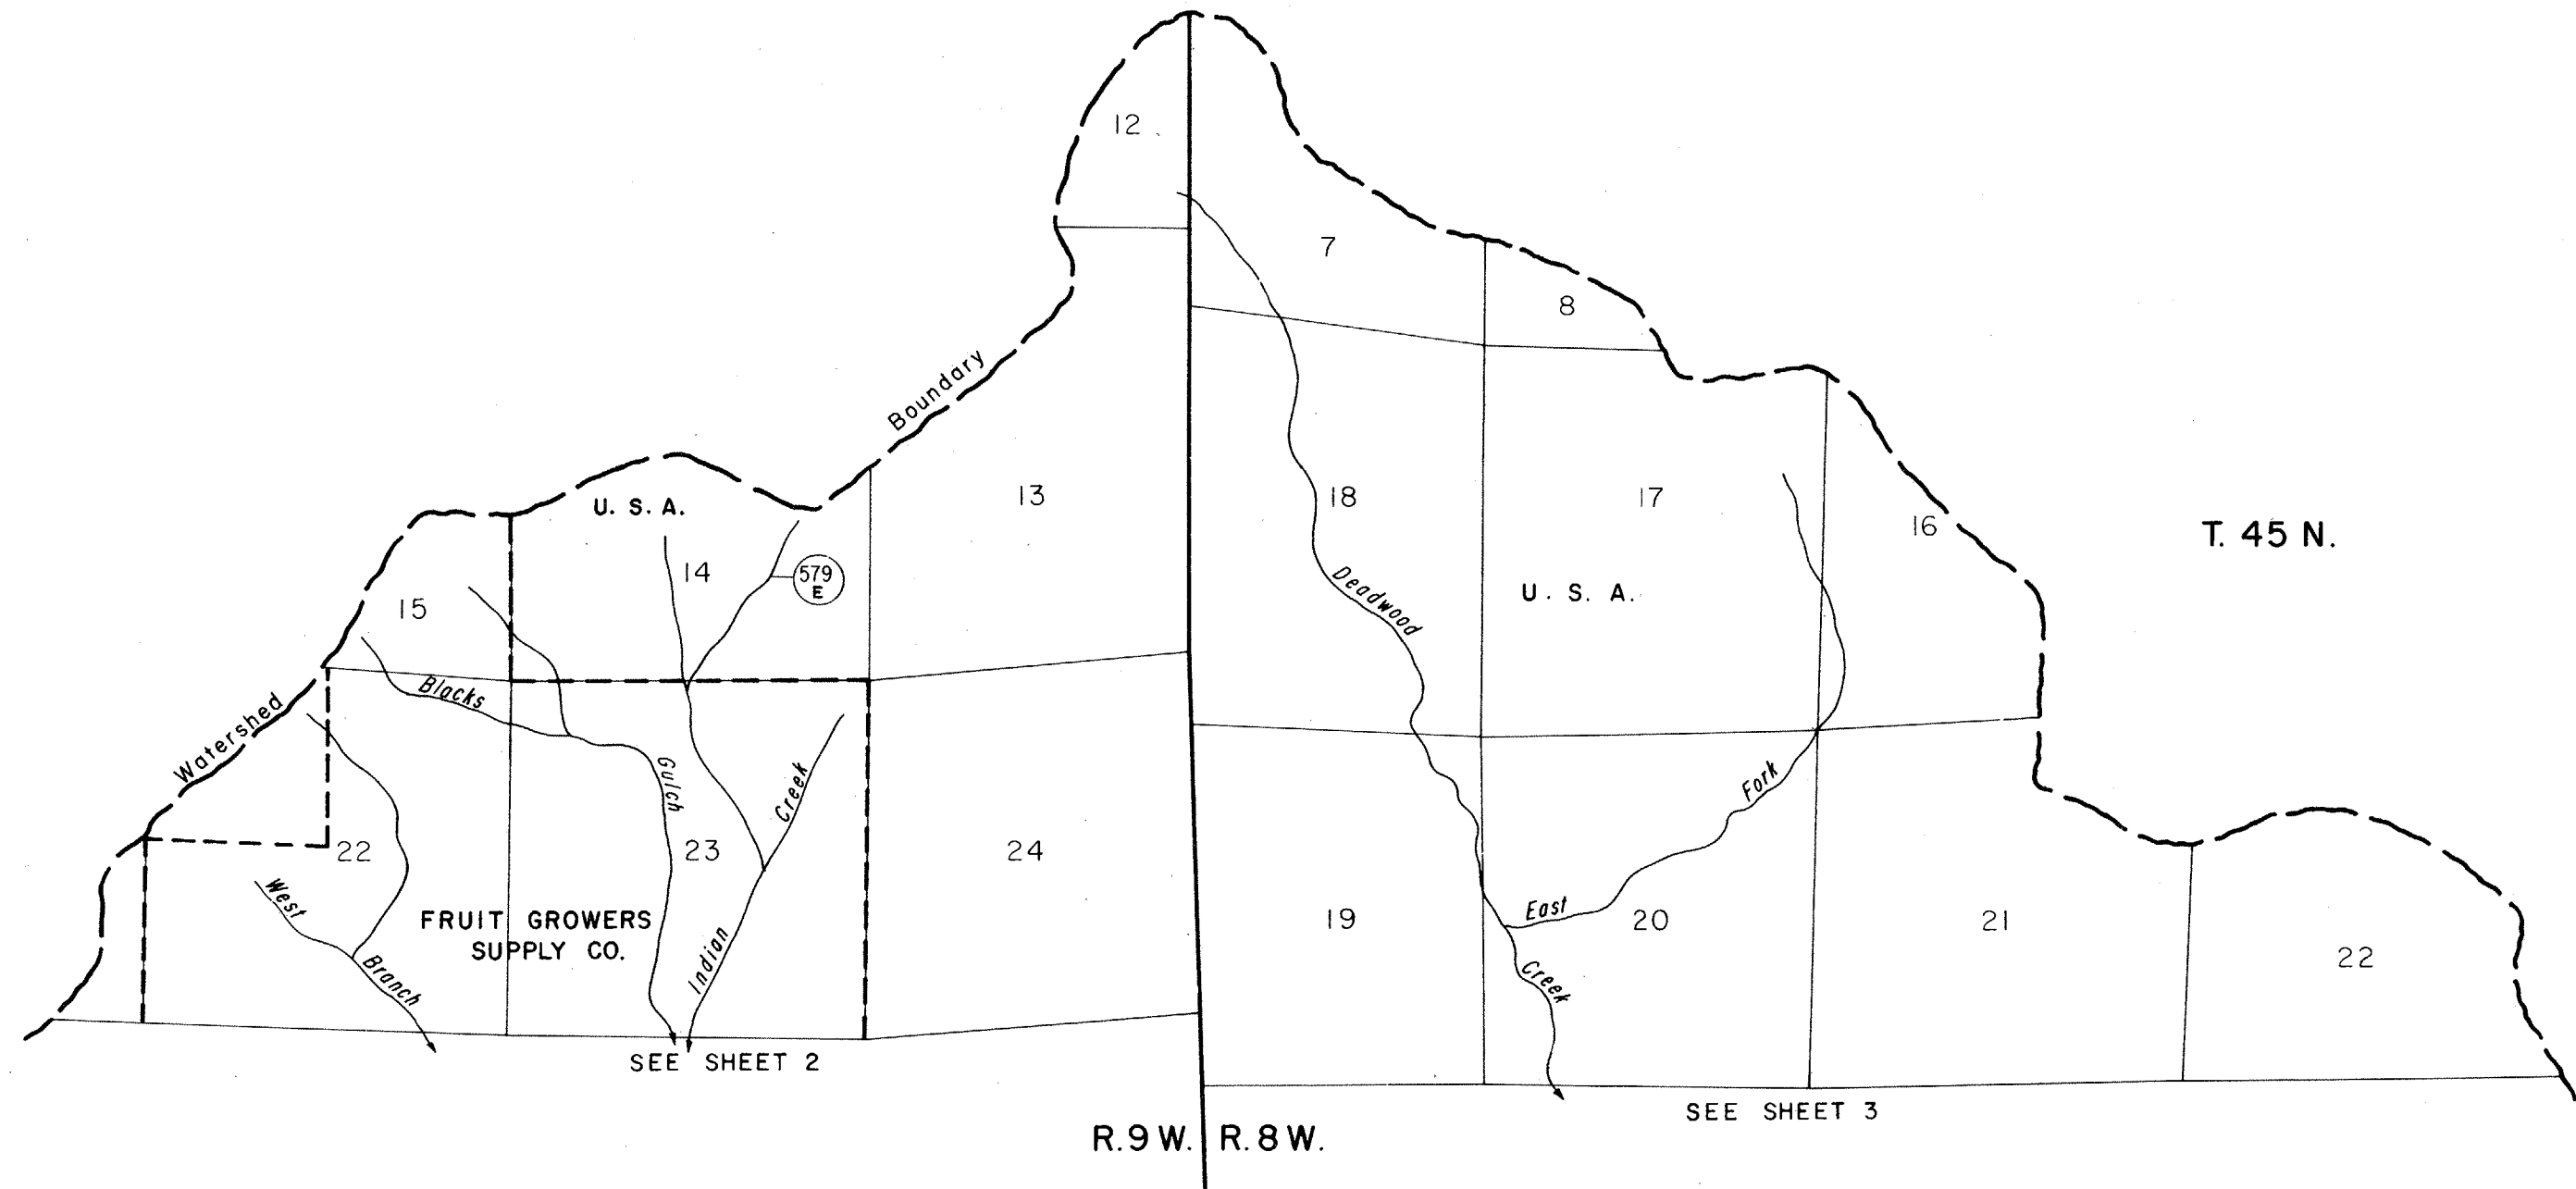 12
7
8
Watershed Boundary
13
18
17
16
T. 45 N.
U. S. A.
14
579
E
15
U. S. A.
Deadwood
Blacks
Gulch
Creek
Fork
22
23
24
19
East
20
21
22
West
Branch
FRUIT GROWERS
SUPPLY CO.
Indian
Creek
SEE SHEET 2
SEE SHEET 3
R. 9 W.
R. 8 W.